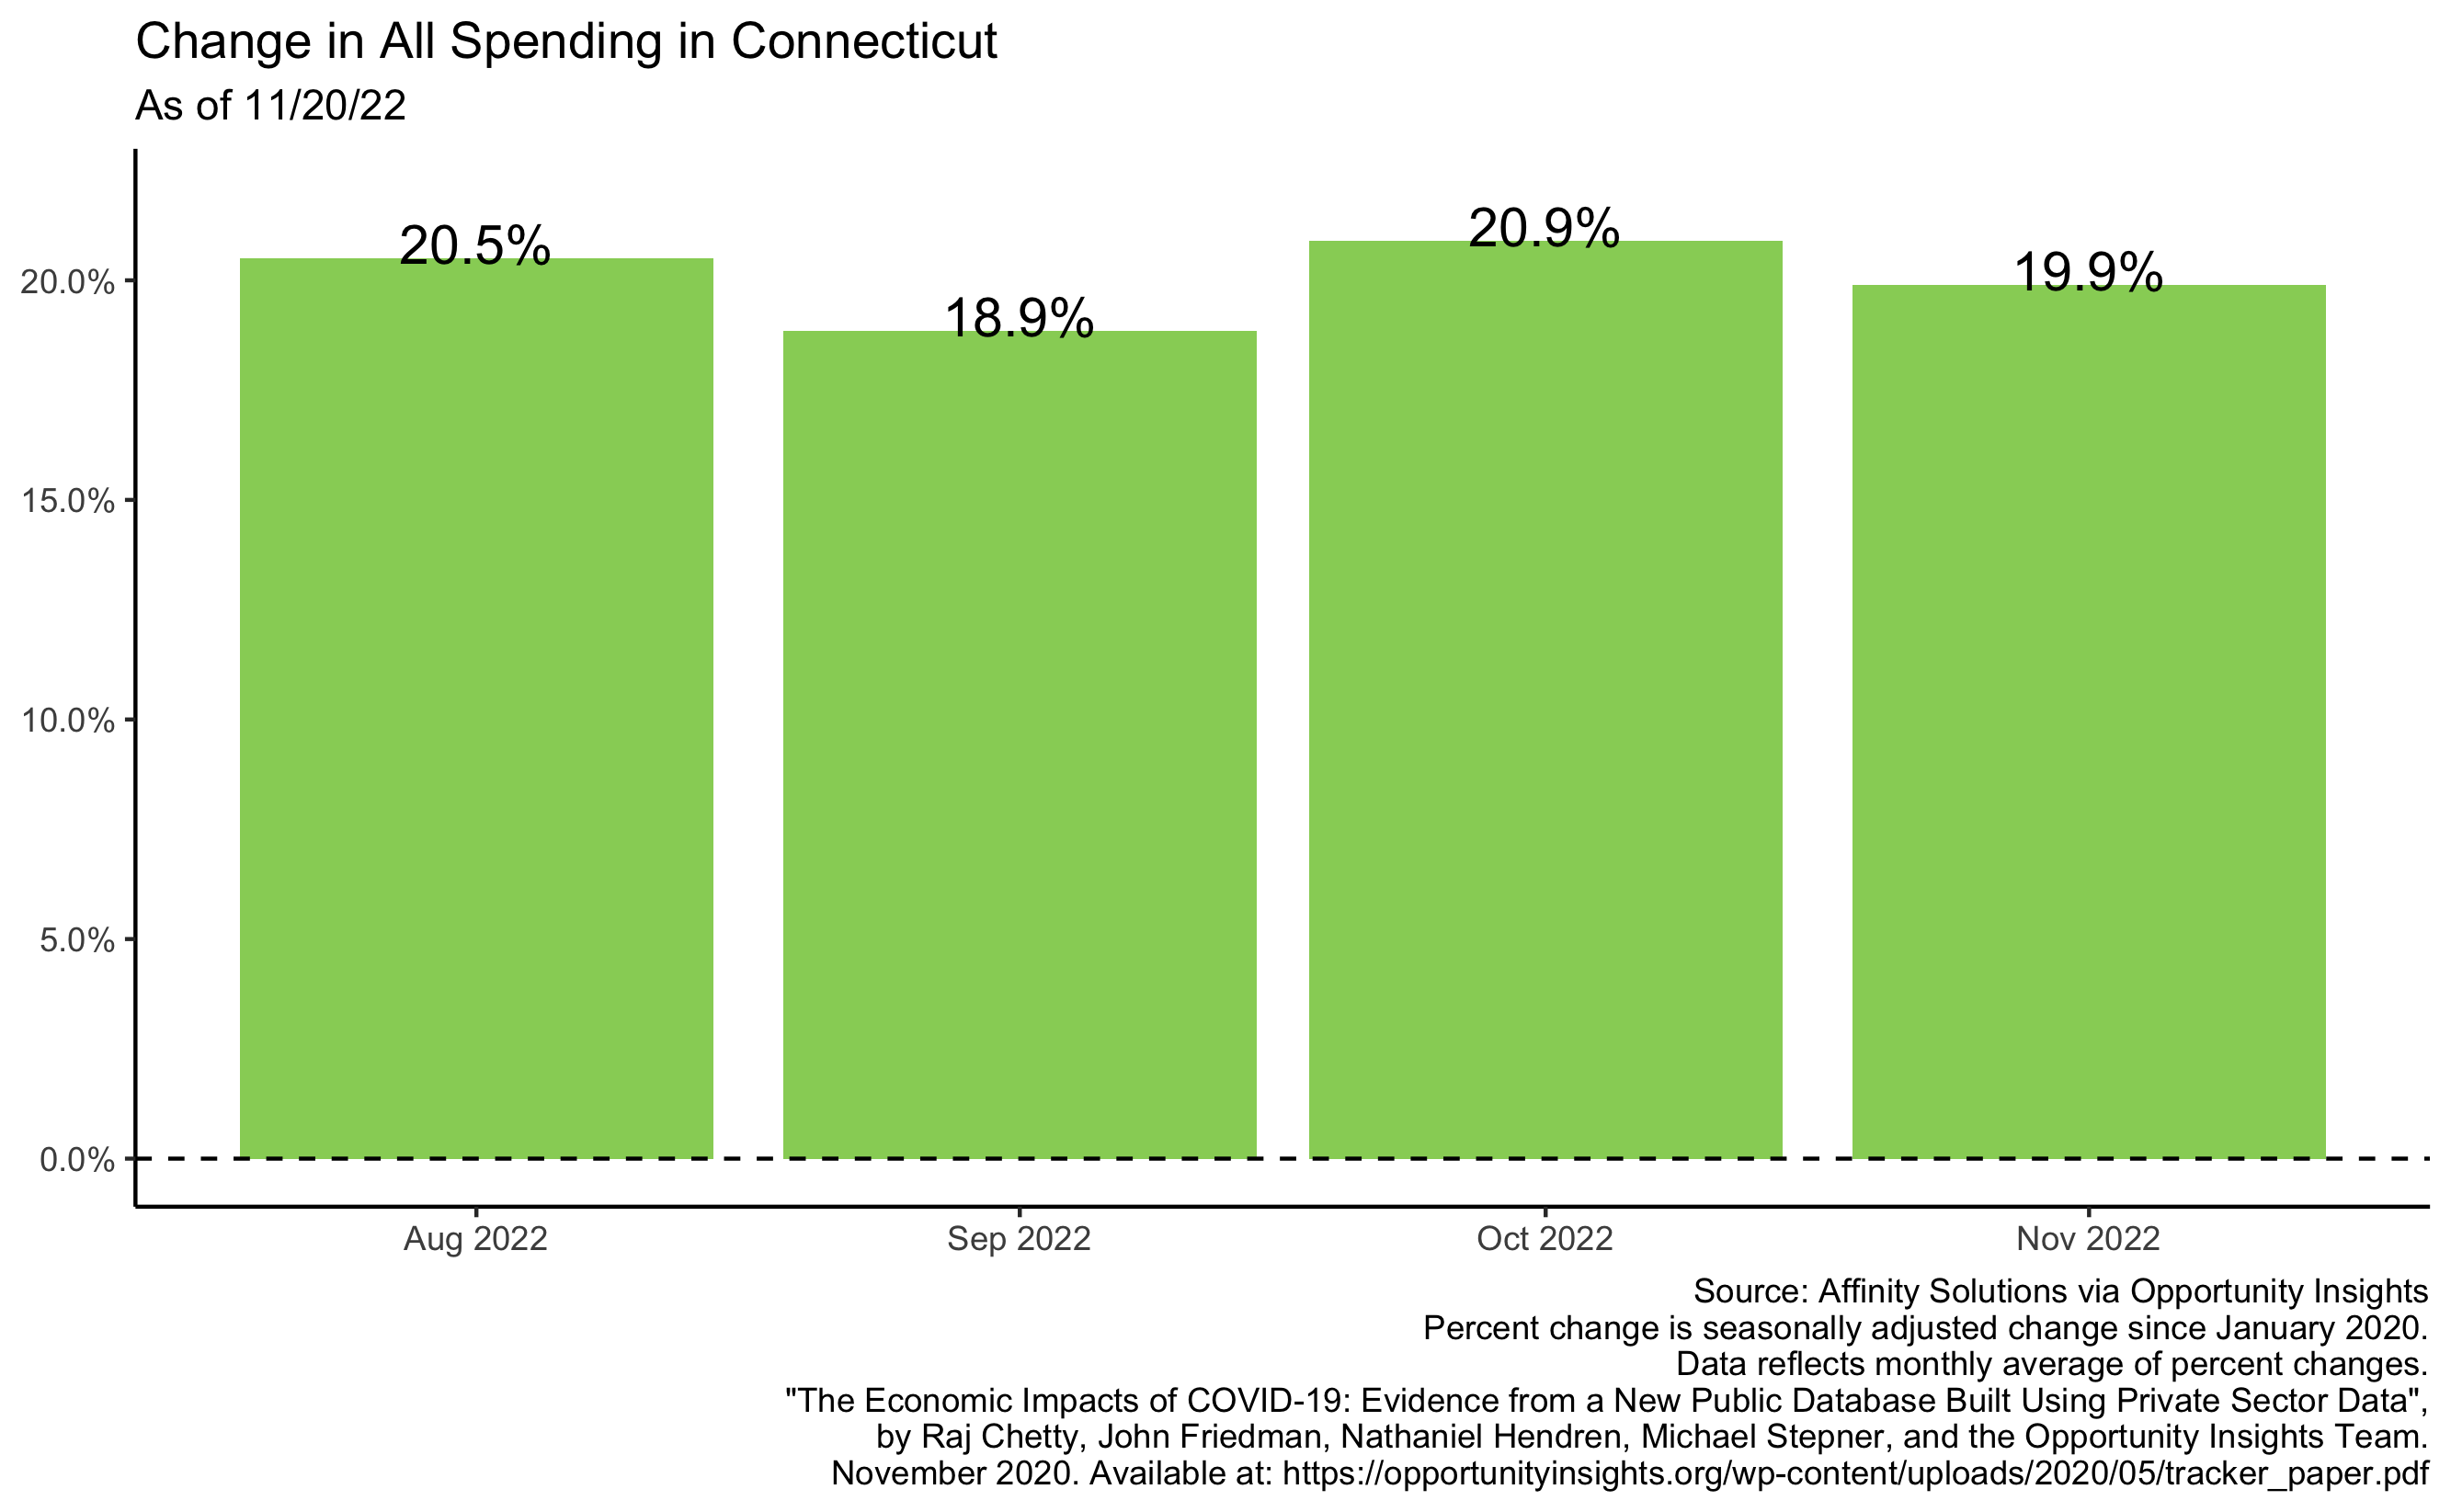 Change in All Spending in Connecticut
As of 11/20/22
20.5%
18.9%
20.9%
19.9%
20.0%
15.0%
10.0%
5.0%
0.0%
Aug 2022
Sep 2022
Oct 2022
Nov 2022
Source: Affinity Solutions via Opportunity Insights
Percent change is seasonally adjusted change since January 2020.
Data reflects monthly average of percent changes.
"The Economic Impacts of COVID-19: Evidence from a New Public Database Built Using Private Sector Data",
by Raj Chetty, John Friedman, Nathaniel Hendren, Michael Stepner, and the Opportunity Insights Team.
November 2020. Available at: https://opportunityinsights.org/wp-content/uploads/2020/05/tracker_paper.pdf